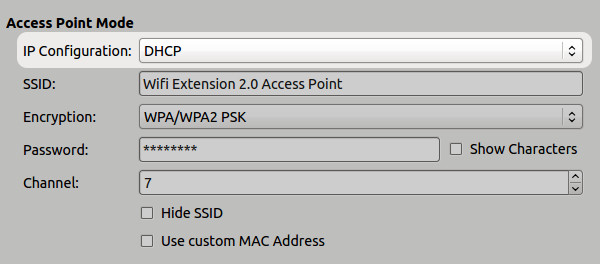 Access Point Mode
IP Configuration: DHCP
SSID: Wifi Extension 2.0 Access Point
Encryption: WPA/WPA2 PSK
Password: ******** Show Characters
Channel: 7
Hide SSID
Use custom MAC Address